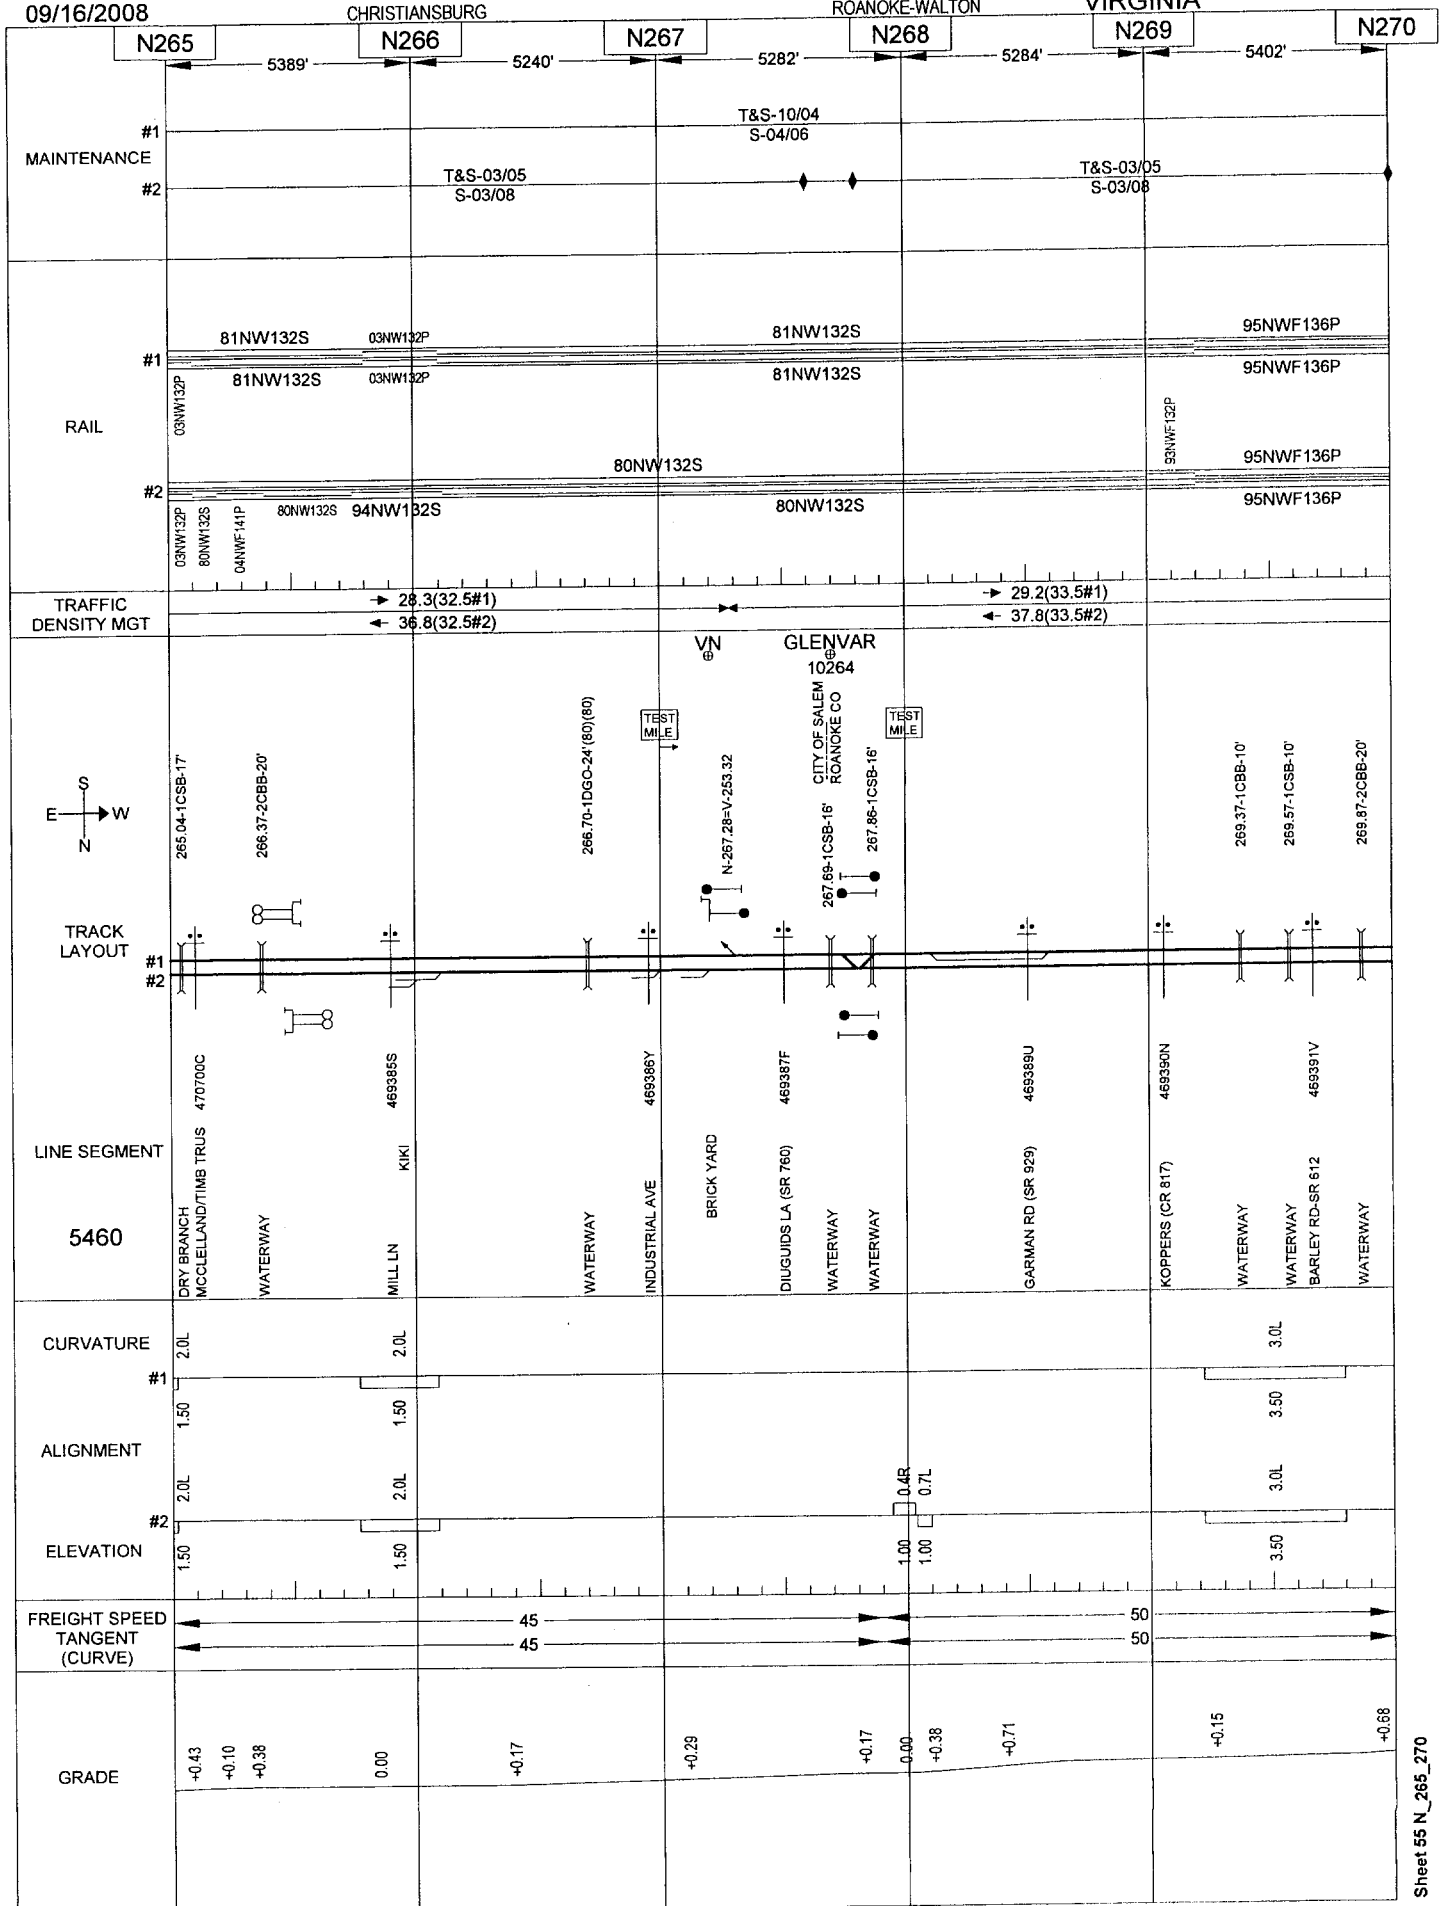 09/16/2008
CHRISTIANSBURG
ROANOKE-WALTON
VIRGINIA
N265
N266
N267
N268
N269
N270
5389'
5240'
5282'
5284'
5402'
MAINTENANCE
#1
T&S-10/04
S-04/06
#2
T&S-03/05
S-03/08
T&S-03/05
S-03/08
RAIL
#1
81NW132S
03NW132P
81NW132S
95NWF136P
81NW132S
03NW132P
81NW132S
95NWF136P
03NW132P
93NWF132P
#2
80NW132S
95NWF136P
03NW132P
80NW132S
04NWF141P
80NW132S
94NW132S
80NW132S
95NWF136P
TRAFFIC
DENSITY MGT
28.3(32.5#1)
29.2(33.5#1)
36.8(32.5#2)
37.8(33.5#2)
VN
GLENVAR
10264
CITY OF SALEM
ROANOKE CO
TEST
MILE
TEST
MILE
S
E
W
N
265.04-1CSB-17'
266.37-2CBB-20'
266.70-1DGO-24'(80)(80)
N-267.28=V-253.32
267.69-1CSB-16'
267.86-1CSB-16'
269.37-1CBB-10'
269.57-1CSB-10'
269.87-2CBB-20'
TRACK
LAYOUT
#1
#2
470700C
469385S
469386Y
469387F
469389U
469390N
469391V
LINE SEGMENT
5460
DRY BRANCH
MCCLELLAND/TIMB TRUS
WATERWAY
MILL LN
KIKI
WATERWAY
INDUSTRIAL AVE
BRICK YARD
DIUGUIDS LA (SR 760)
WATERWAY
WATERWAY
GARMAN RD (SR 929)
KOPPERS (CR 817)
WATERWAY
WATERWAY
BARLEY RD-SR 612
WATERWAY
CURVATURE
2.0L
2.0L
3.0L
#1
1.50
1.50
3.50
ALIGNMENT
2.0L
2.0L
0.4R
0.7L
3.0L
#2
ELEVATION
1.50
1.50
1.00
1.00
3.50
FREIGHT SPEED
TANGENT
(CURVE)
45
50
45
50
GRADE
+0.43
+0.10
+0.38
0.00
+0.17
+0.29
+0.17
0.00
+0.38
+0.71
+0.15
+0.68
Sheet 55 N_265_270